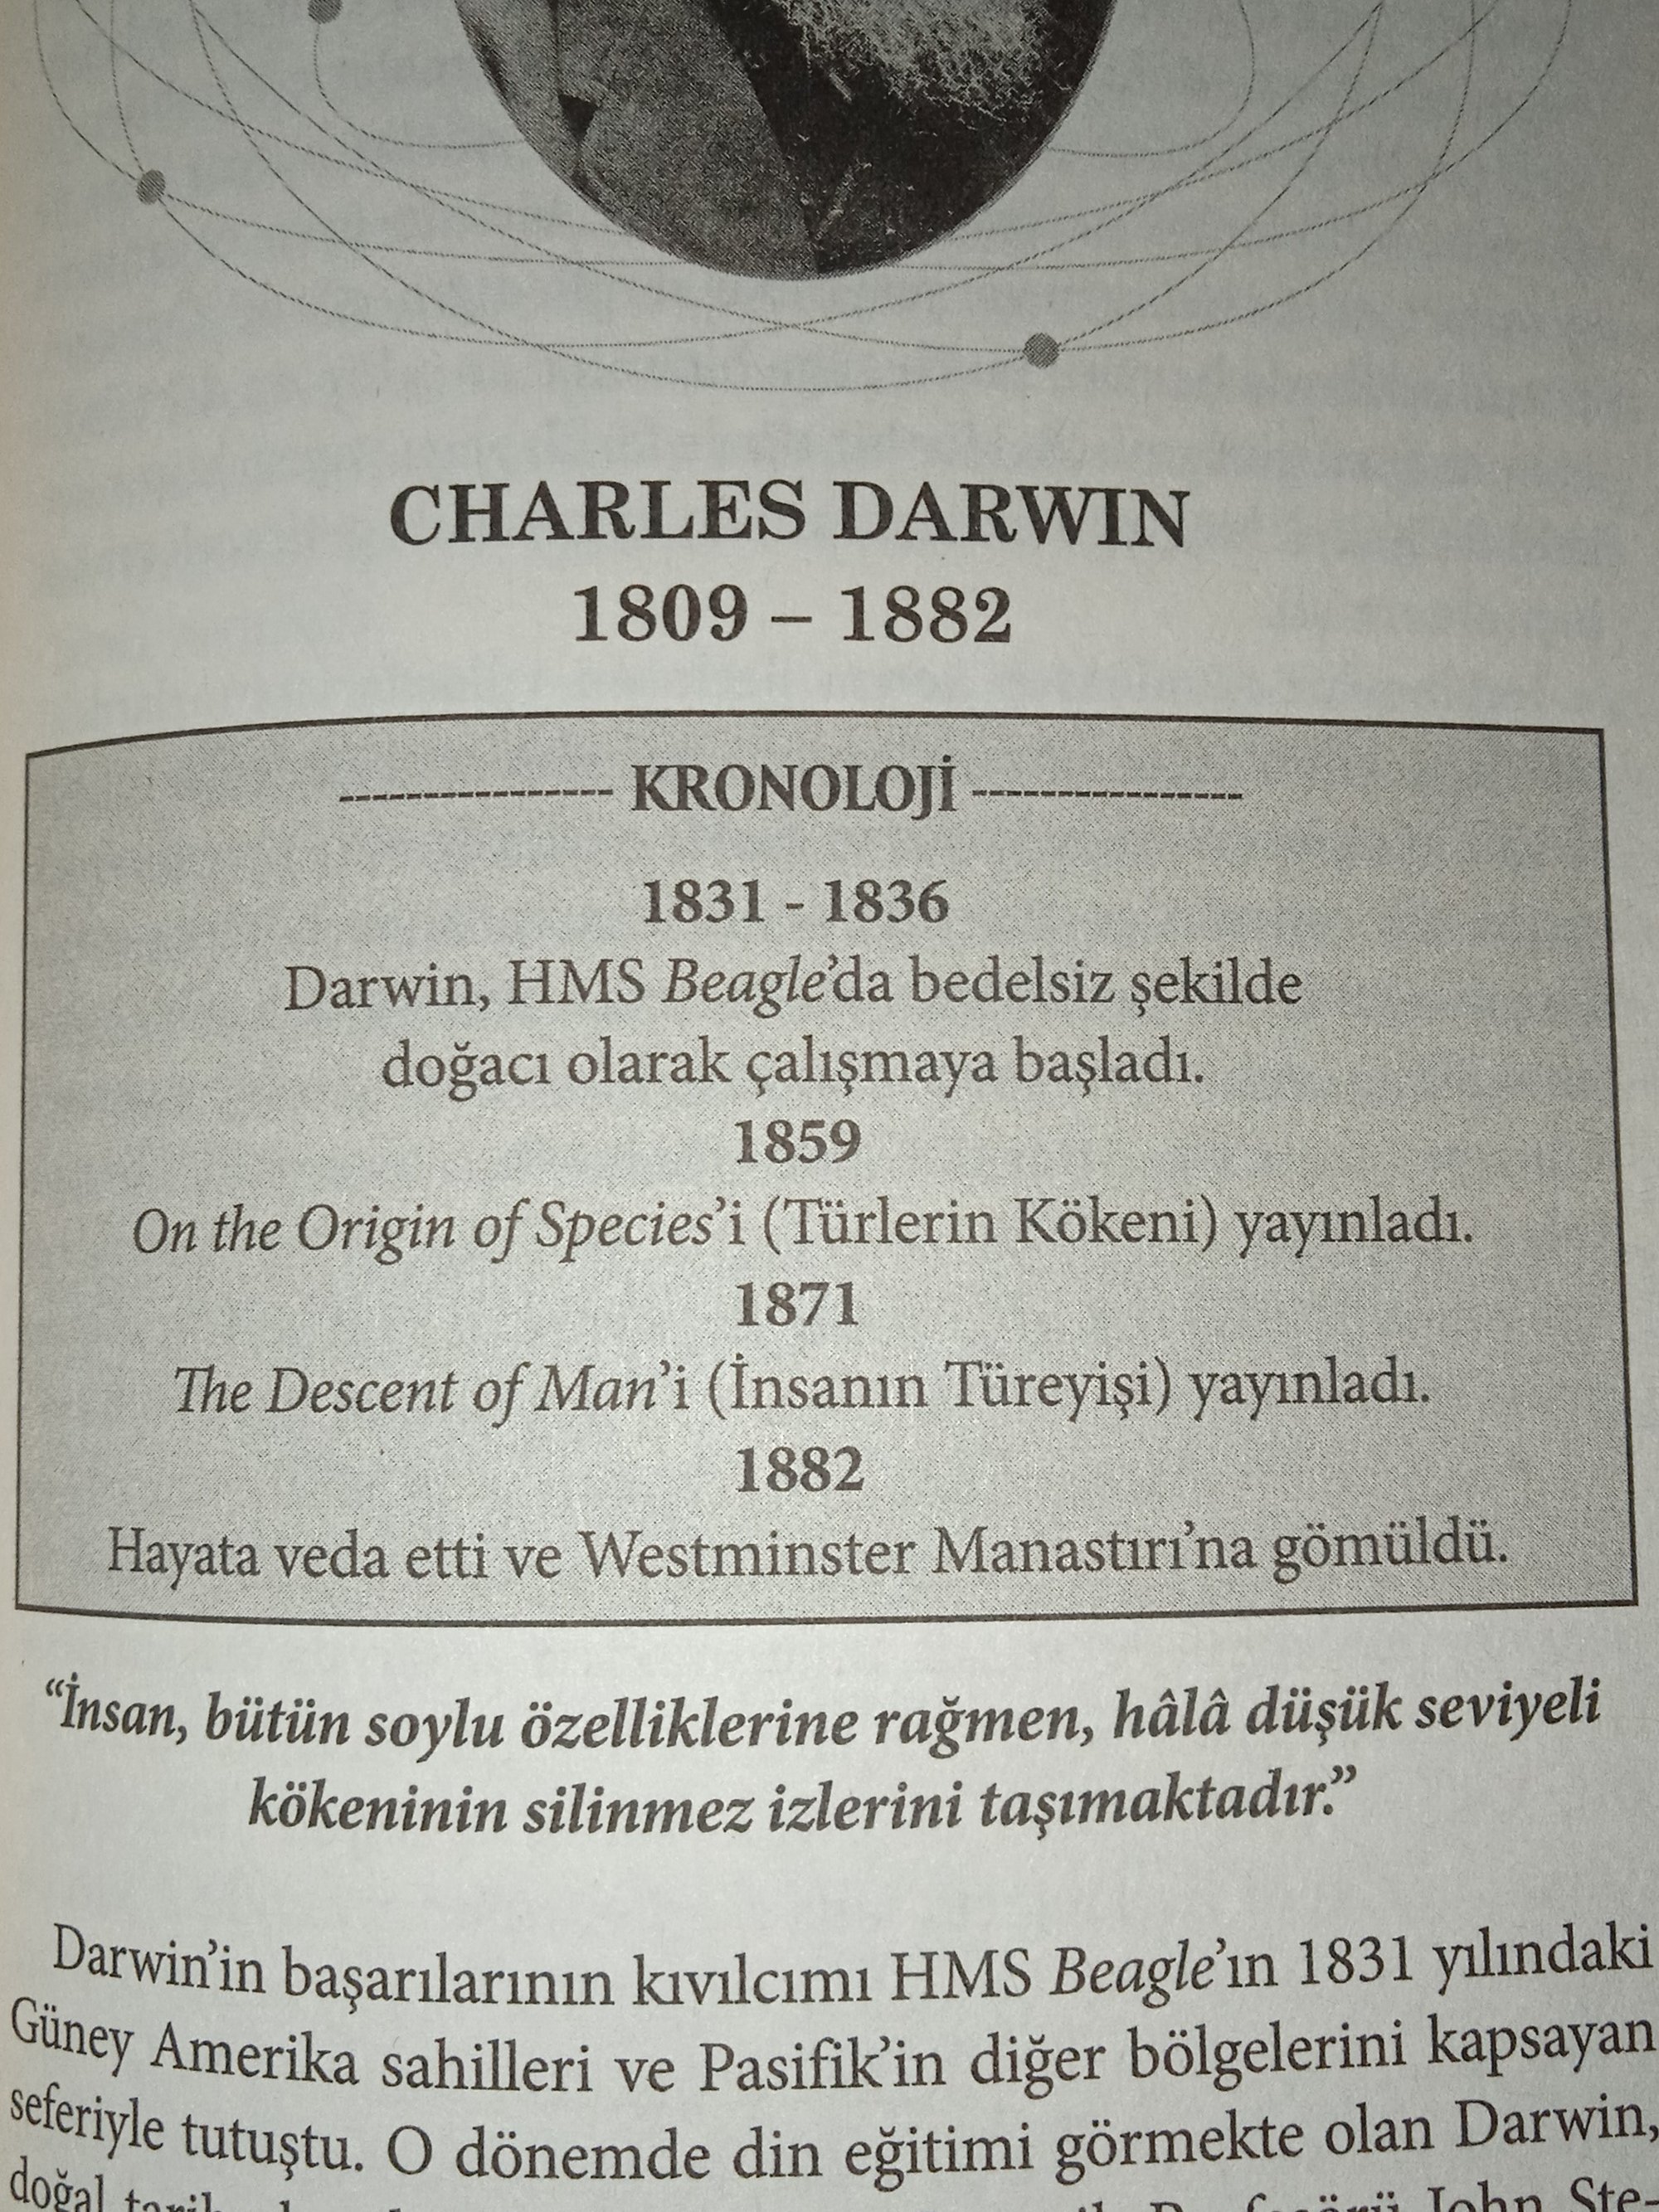 CHARLES DARWIN
1809 – 1882
---------------- KRONOLOJİ ----------------
1831 - 1836
Darwin, HMS Beagle’da bedelsiz şekilde
doğacı olarak çalışmaya başladı.
1859
On the Origin of Species’i (Türlerin Kökeni) yayınladı.
1871
The Descent of Man’i (İnsanın Türeyişi) yayınladı.
1882
Hayata veda etti ve Westminster Manastırı’na gömüldü.
“İnsan, bütün soylu özelliklerine rağmen, hâlâ düşük seviyeli
kökeninin silinmez izlerini taşımaktadır.”
Darwin’in başarılarının kıvılcımı HMS Beagle’ın 1831 yılındaki
Güney Amerika sahilleri ve Pasifik’in diğer bölgelerini kapsayan
seferiyle tutuştu. O dönemde din eğitimi görmekte olan Darwin,
doğal John Ste-